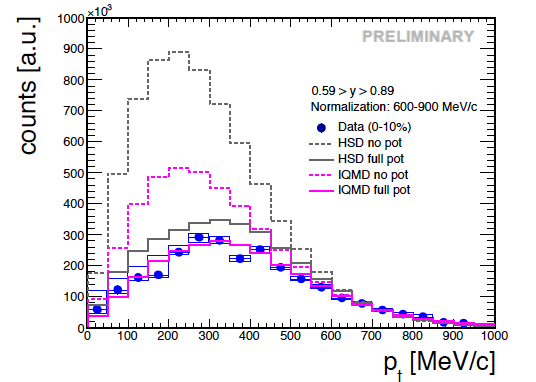 ×10³
1000
900
800
700
600
500
400
300
200
100
0
counts [a.u.]
PRELIMINARY
0.59 > y > 0.89
Normalization: 600-900 MeV/c
Data (0-10%)
HSD no pot
HSD full pot
IQMD no pot
IQMD full pot
0 100 200 300 400 500 600 700 800 900 1000
pt [MeV/c]